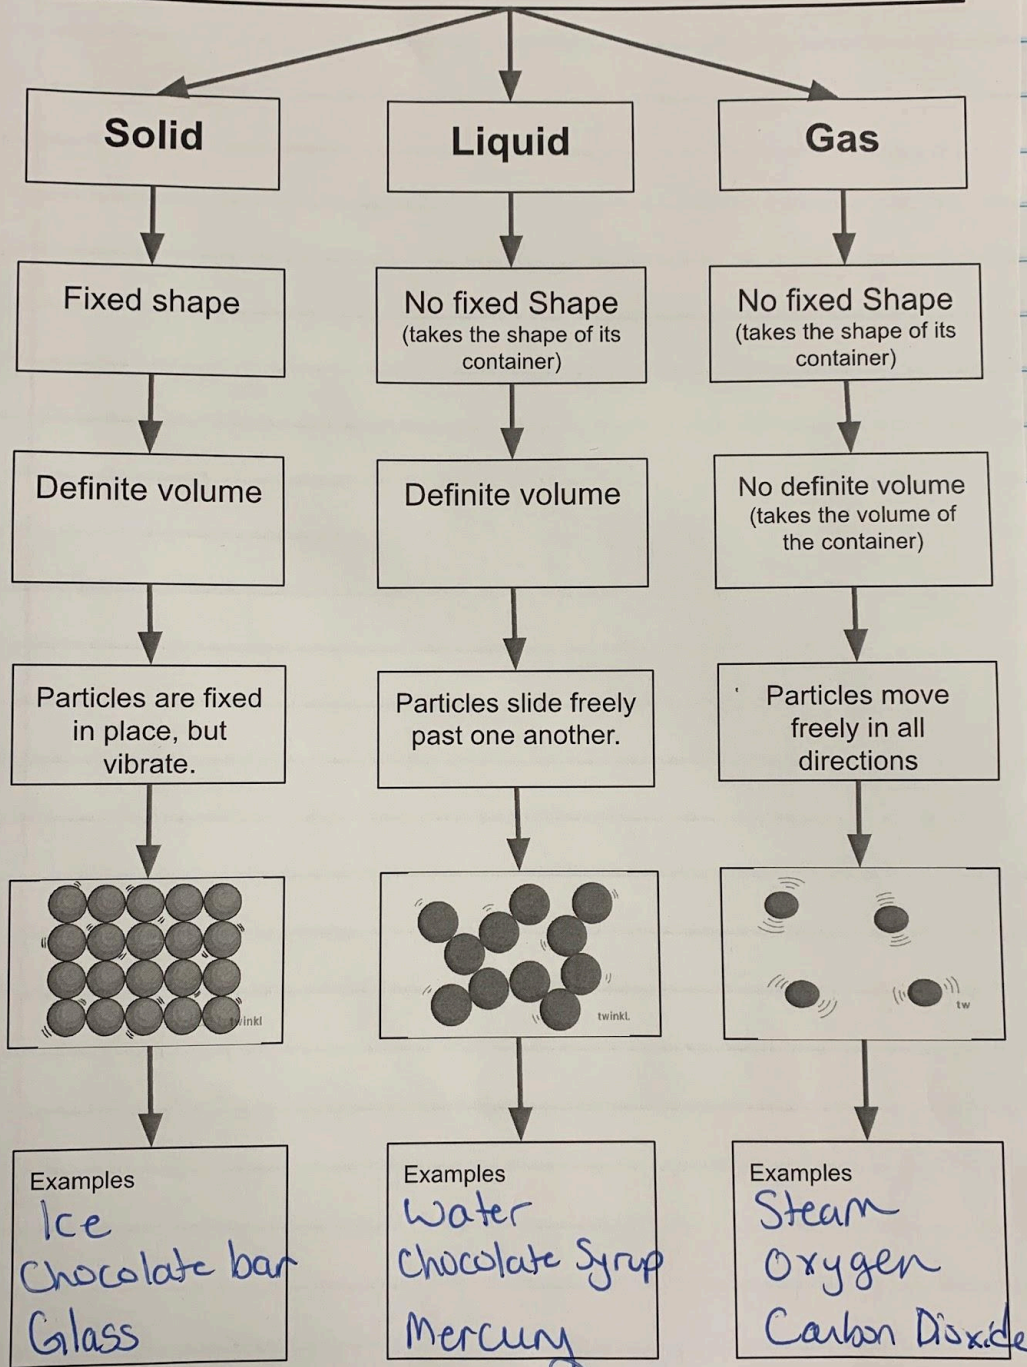 Solid
Liquid
Gas
Fixed shape
No fixed Shape
(takes the shape of its
container)
No fixed Shape
(takes the shape of its
container)
Definite volume
Definite volume
No definite volume
(takes the volume of
the container)
Particles are fixed
in place, but
vibrate.
Particles slide freely
past one another.
Particles move
freely in all
directions
twinkl
twinkl
tw
Examples
Ice
Chocolate bar
Glass
Examples
Water
Chocolate Syrup
Mercury
Examples
Steam
Oxygen
Carbon Dioxide